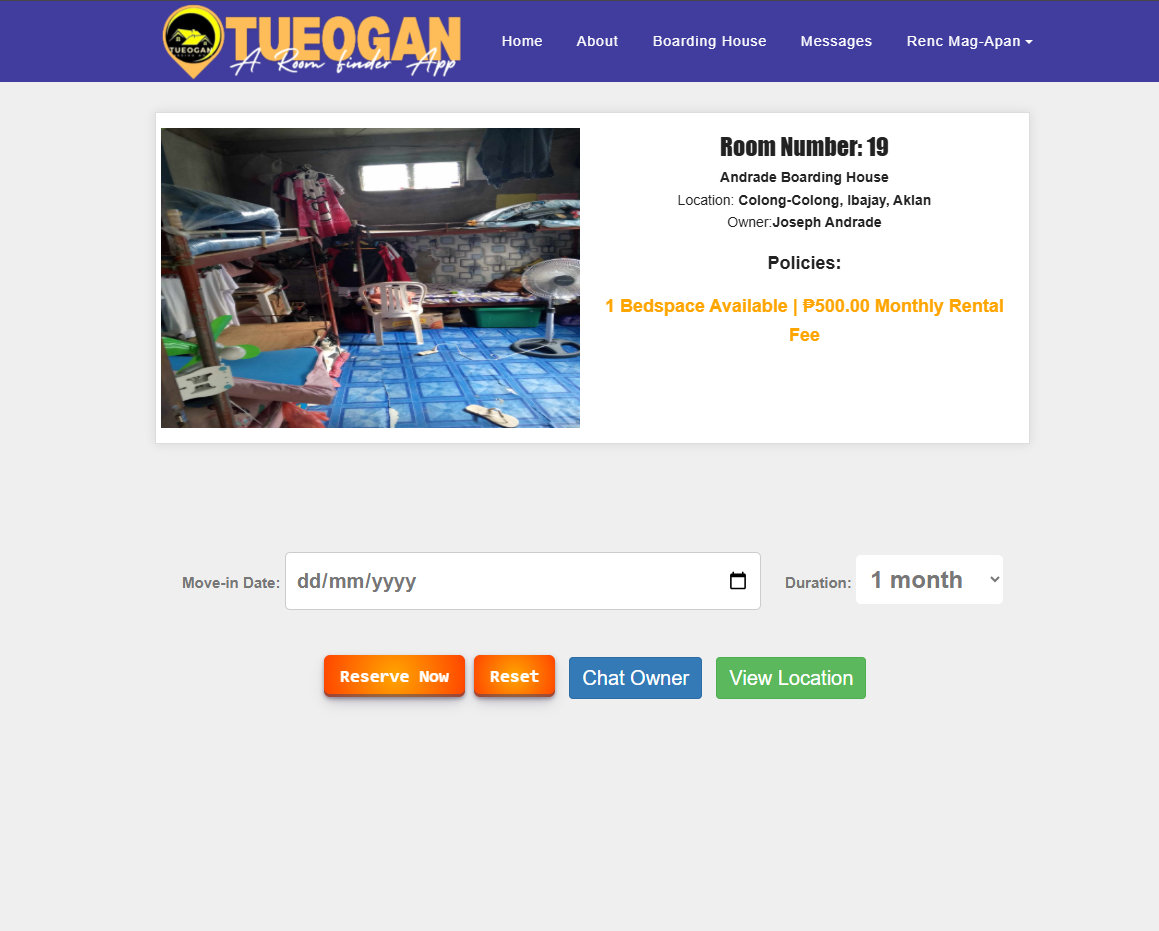 TUEOGAN
TUEOGAN
A Room finder App
Home
About
Boarding House
Messages
Renc Mag-Apan
Room Number: 19
Andrade Boarding House
Location: Colong-Colong, Ibajay, Aklan
Owner:Joseph Andrade
Policies:
1 Bedspace Available | ₱500.00 Monthly Rental
Fee
Move-in Date:
dd/mm/yyyy
Duration:
1 month
Reserve Now
Reset
Chat Owner
View Location